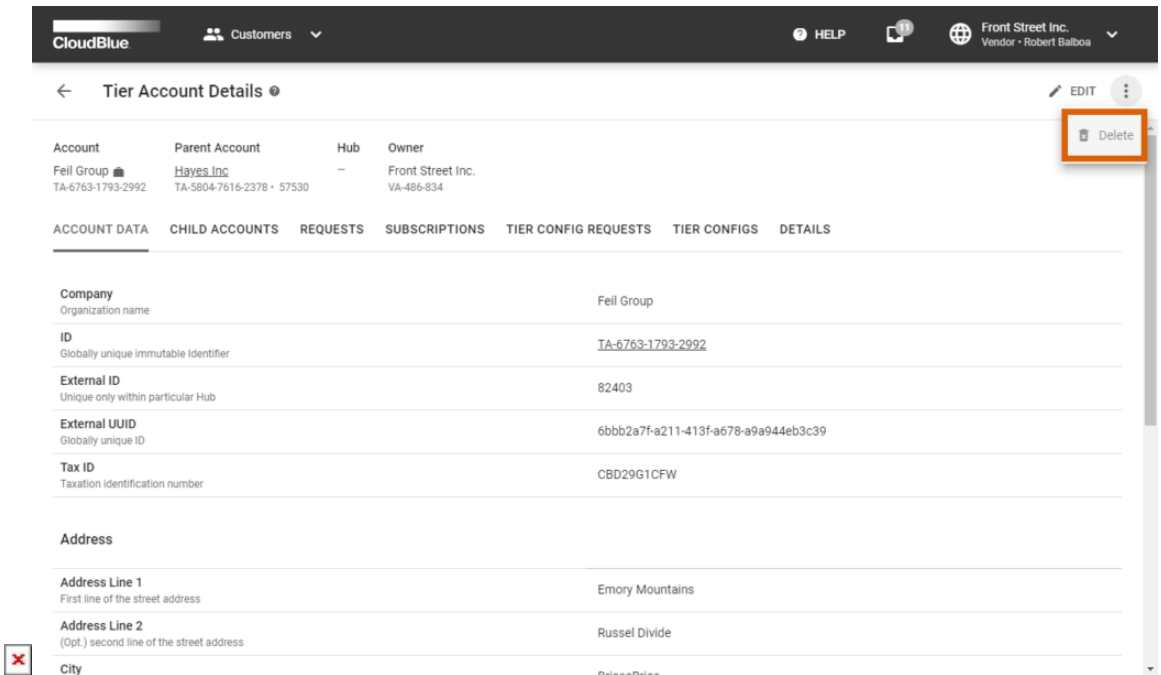 CloudBlue
Customers
HELP
11
Front Street Inc.
Vendor • Robert Balboa
Tier Account Details
EDIT
Delete
Account Parent Account Hub Owner
Feil Group Hayes Inc – Front Street Inc.
TA-6763-1793-2992 TA-5804-7616-2378 • 57530 VA-486-834
ACCOUNT DATA CHILD ACCOUNTS REQUESTS SUBSCRIPTIONS TIER CONFIG REQUESTS TIER CONFIGS DETAILS
Company
Organization name
Feil Group
ID
Globally unique immutable Identifier
TA-6763-1793-2992
External ID
Unique only within particular Hub
82403
External UUID
Globally unique ID
6bbb2a7f-a211-413f-a678-a9a944eb3c39
Tax ID
Taxation identification number
CBD29G1CFW
Address
Address Line 1
First line of the street address
Emory Mountains
Address Line 2
(Opt.) second line of the street address
Russel Divide
City